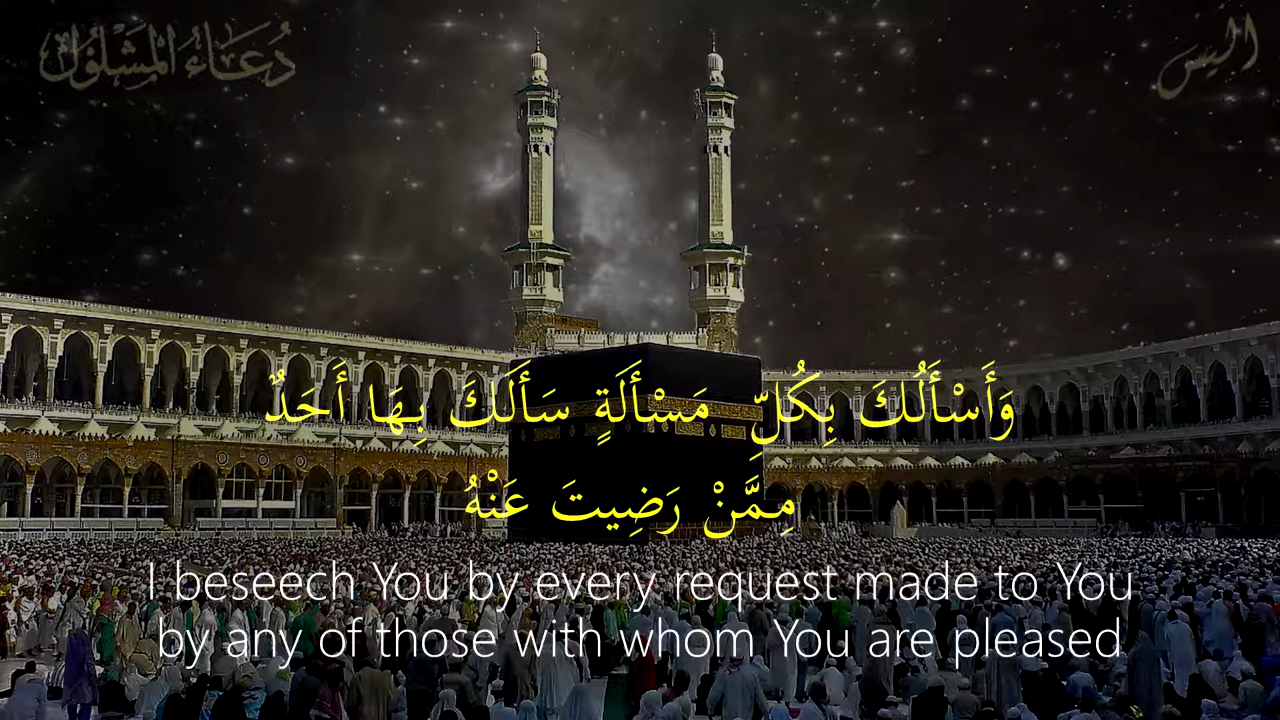 دُعَاءُ الْمَشْلُولِ
وَأَسْأَلُكَ بِكُلِّ مَسْأَلَةٍ سَأَلَكَ بِهَا أَحَدٌ
مِمَّنْ رَضِيتَ عَنْهُ
I beseech You by every request made to You
by any of those with whom You are pleased